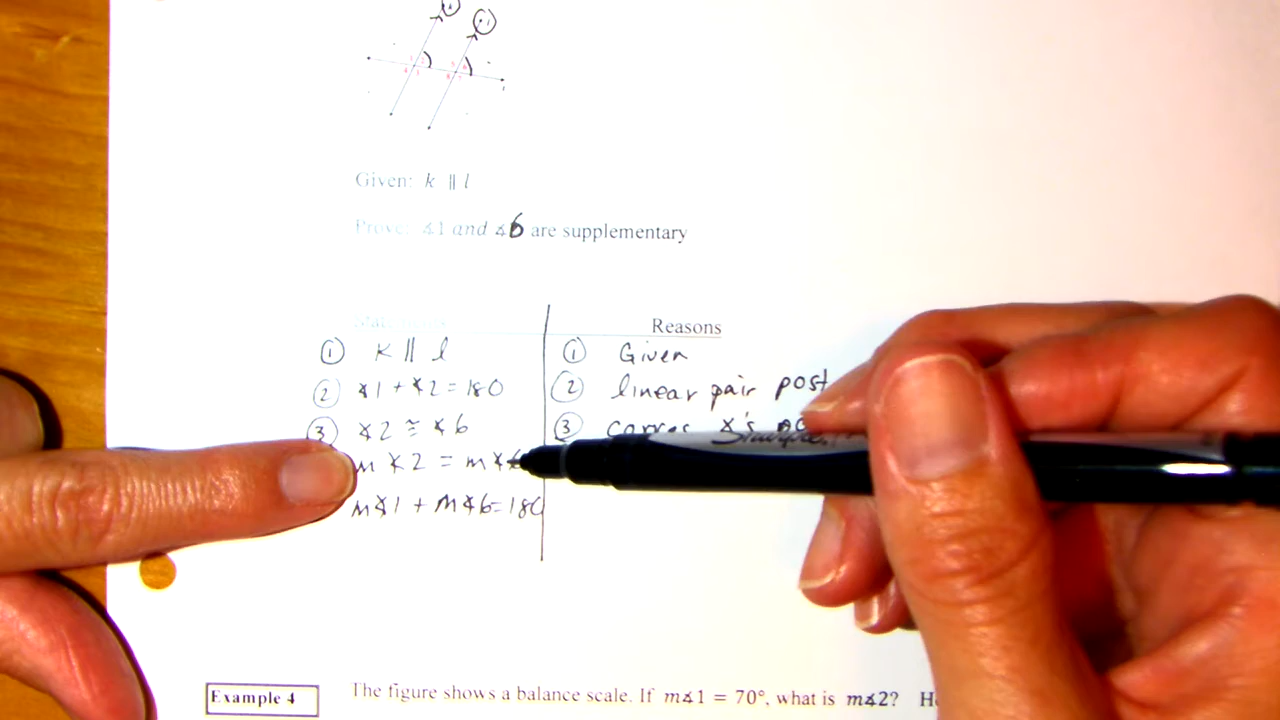 Given: k || l
Prove: ∡1 and ∡6 are supplementary
Reasons
① k || l ① Given
② ∡1 + ∡2 = 180 ② linear pair post
③ ∡2 ≅ ∡6 ③ corres ∡'s
m∡2 = m∡
m∡1 + m∡6 = 180
Example 4 The figure shows a balance scale. If m∡1 = 70°, what is m∡2?